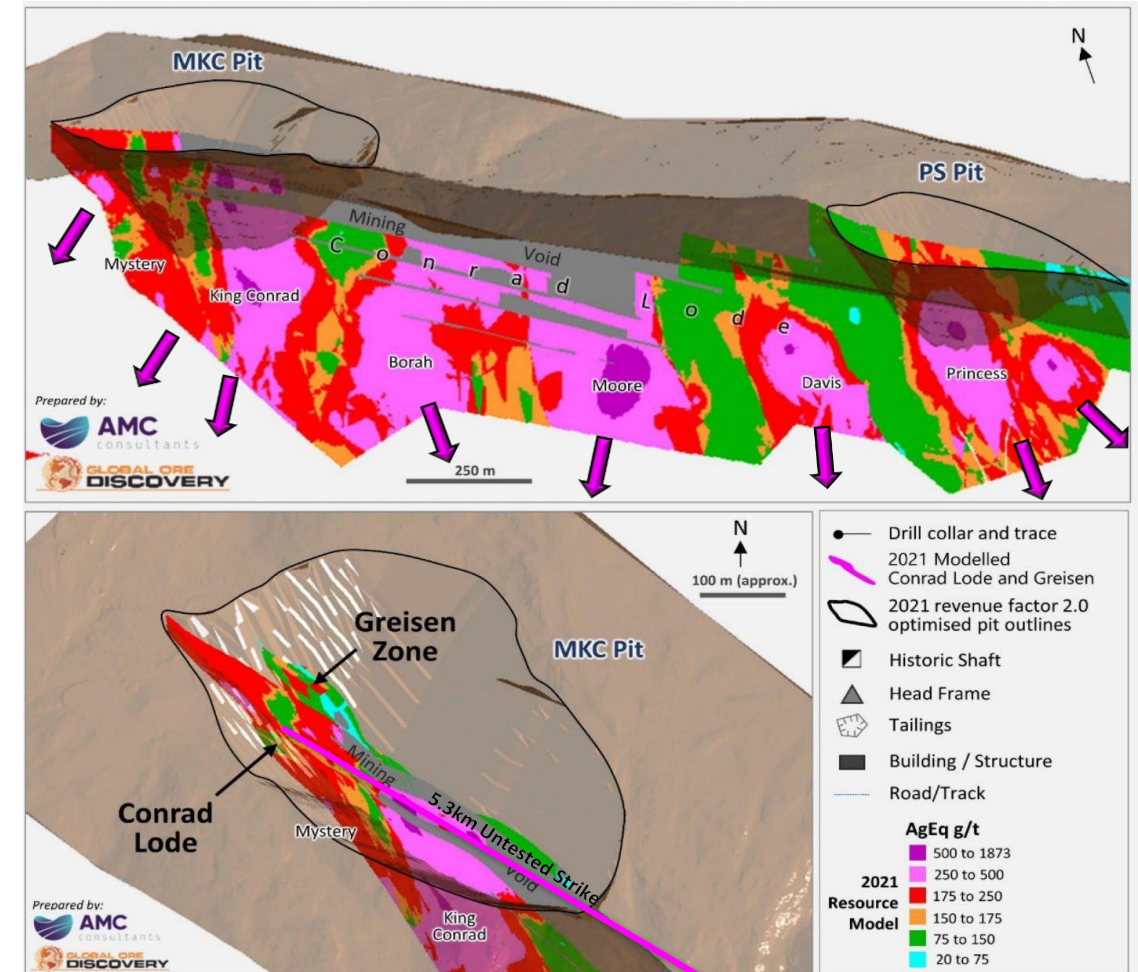 MKC Pit
N
PS Pit
Mining
Void
Conrad Lode
Mystery
King Conrad
Borah
Moore
Davis
Princess
Prepared by:
AMC
consultants
GLOBAL ORE
DISCOVERY
250 m
N
100 m (approx.)
Greisen
Zone
MKC Pit
Mining
5.3km Untested Strike
Void
Conrad
Lode
Mystery
King
Conrad
Prepared by:
AMC
consultants
GLOBAL ORE
DISCOVERY
Drill collar and trace
2021 Modelled
Conrad Lode and Greisen
2021 revenue factor 2.0
optimised pit outlines
Historic Shaft
Head Frame
Tailings
Building / Structure
Road/Track
AgEq g/t
2021
Resource
Model
500 to 1873
250 to 500
175 to 250
150 to 175
75 to 150
20 to 75